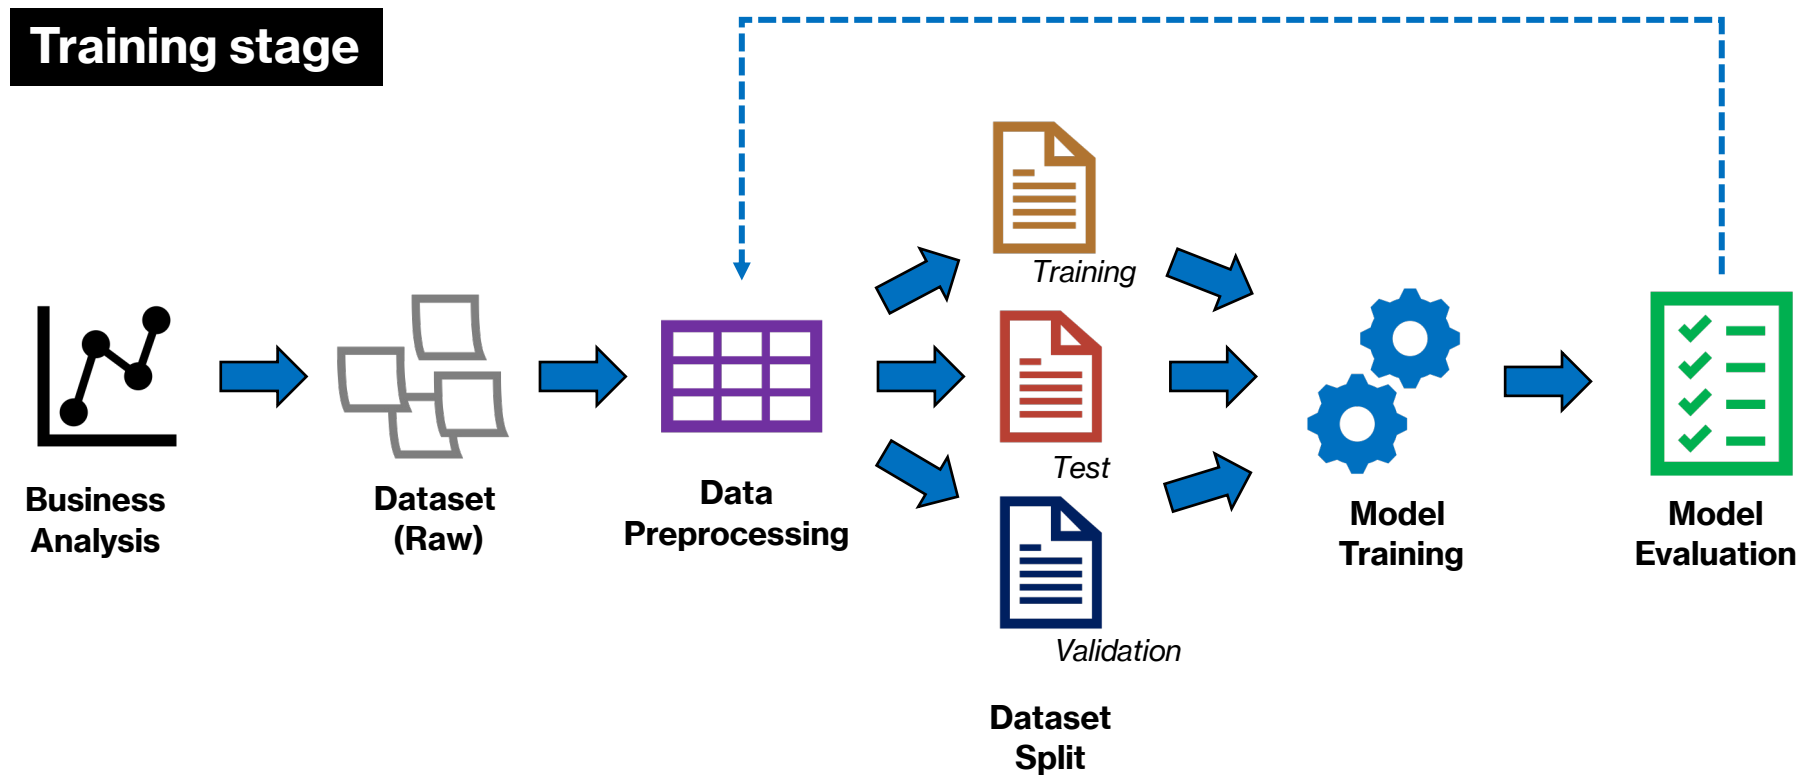 Training stage
Business
Analysis
Dataset
(Raw)
Data
Preprocessing
Training
Test
Validation
Dataset
Split
Model
Training
Model
Evaluation